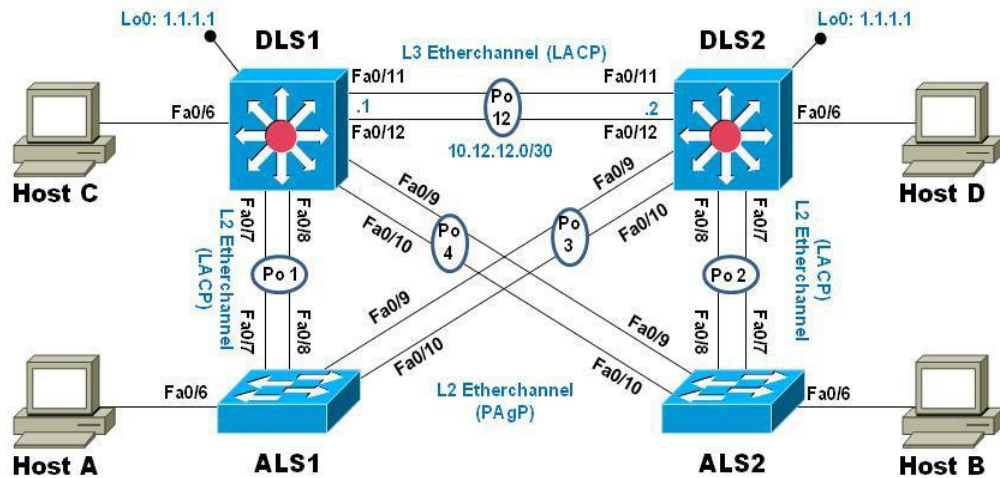 Lo0: 1.1.1.1
Lo0: 1.1.1.1
DLS1
DLS2
L3 Etherchannel (LACP)
Fa0/11
Fa0/11
Fa0/6
Po
12
Fa0/6
.1
.2
Fa0/12
Fa0/12
10.12.12.0/30
Host C
Host D
Fa0/9
Fa0/9
Fa0/10
Fa0/10
Fa0/7
Fa0/8
Fa0/8
Fa0/7
Po
4
Po
3
L2 Etherchannel
(LACP)
L2 Etherchannel
(LACP)
Po 1
Po 2
Fa0/7
Fa0/8
Fa0/9
Fa0/10
Fa0/9
Fa0/10
Fa0/8
Fa0/7
L2 Etherchannel
(PAgP)
Fa0/6
Fa0/6
Host A
ALS1
ALS2
Host B